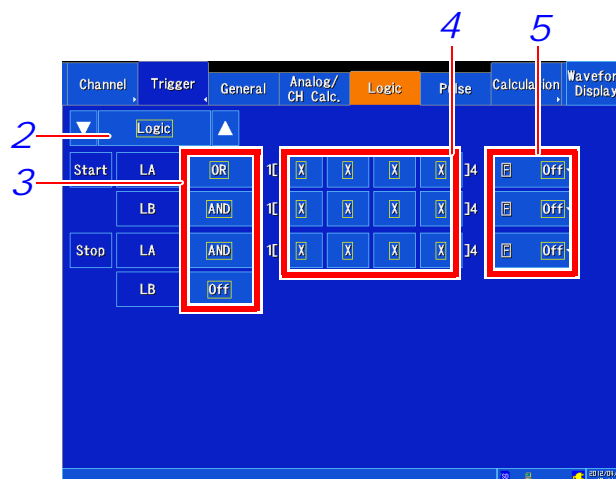 4 5
Channel Trigger General Analog/ CH Calc. Logic Pulse Calculation Wavefor Display
2 Logic
3 Start LA OR 1[ X X X X ]4 F Off
LB AND 1[ X X X X ]4 F Off
Stop LA AND 1[ X X X X ]4 F Off
LB Off
SD